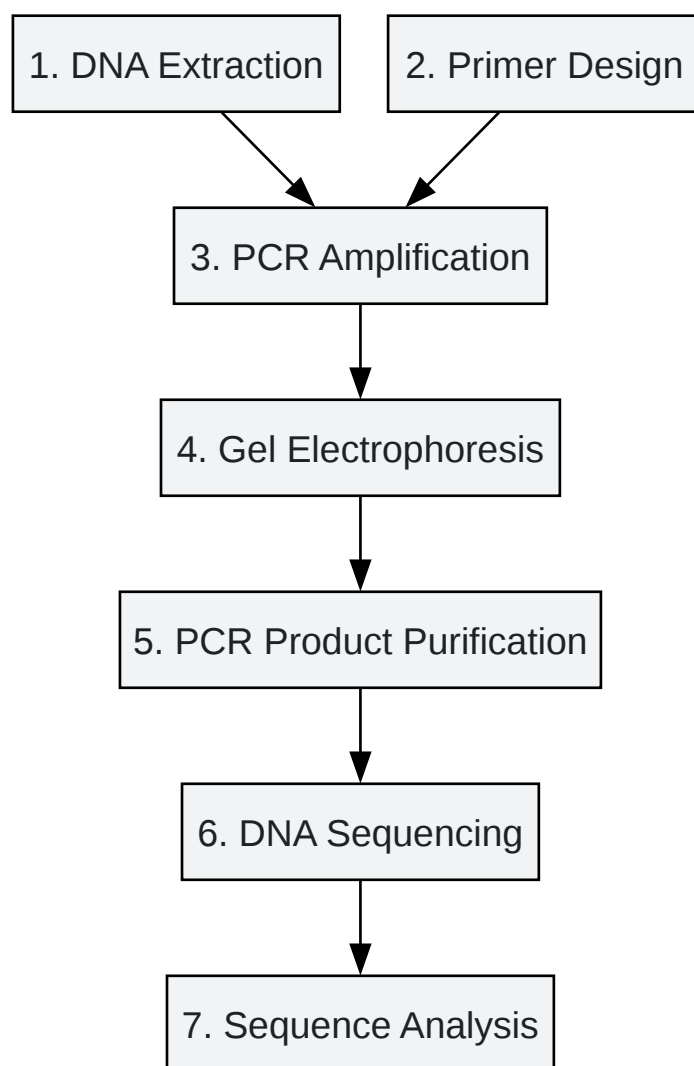 1. DNA Extraction
2. Primer Design
3. PCR Amplification
4. Gel Electrophoresis
5. PCR Product Purification
6. DNA Sequencing
7. Sequence Analysis